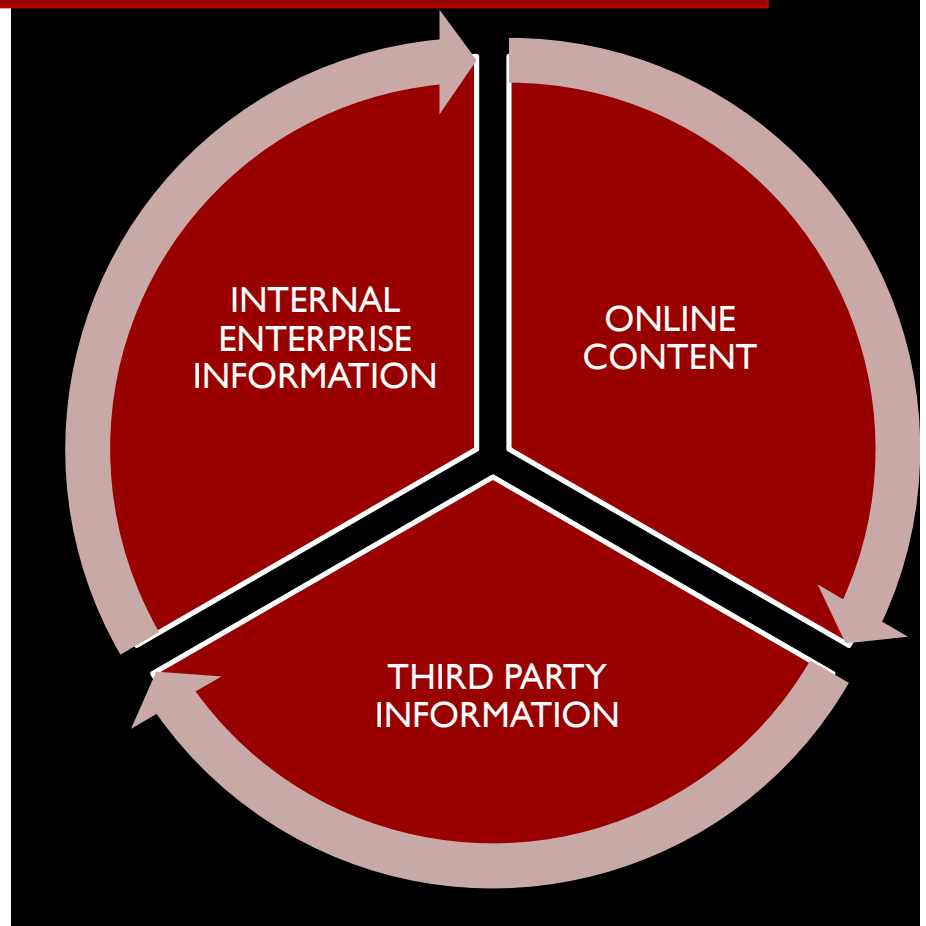 INTERNAL
ENTERPRISE
INFORMATION
ONLINE
CONTENT
THIRD PARTY
INFORMATION